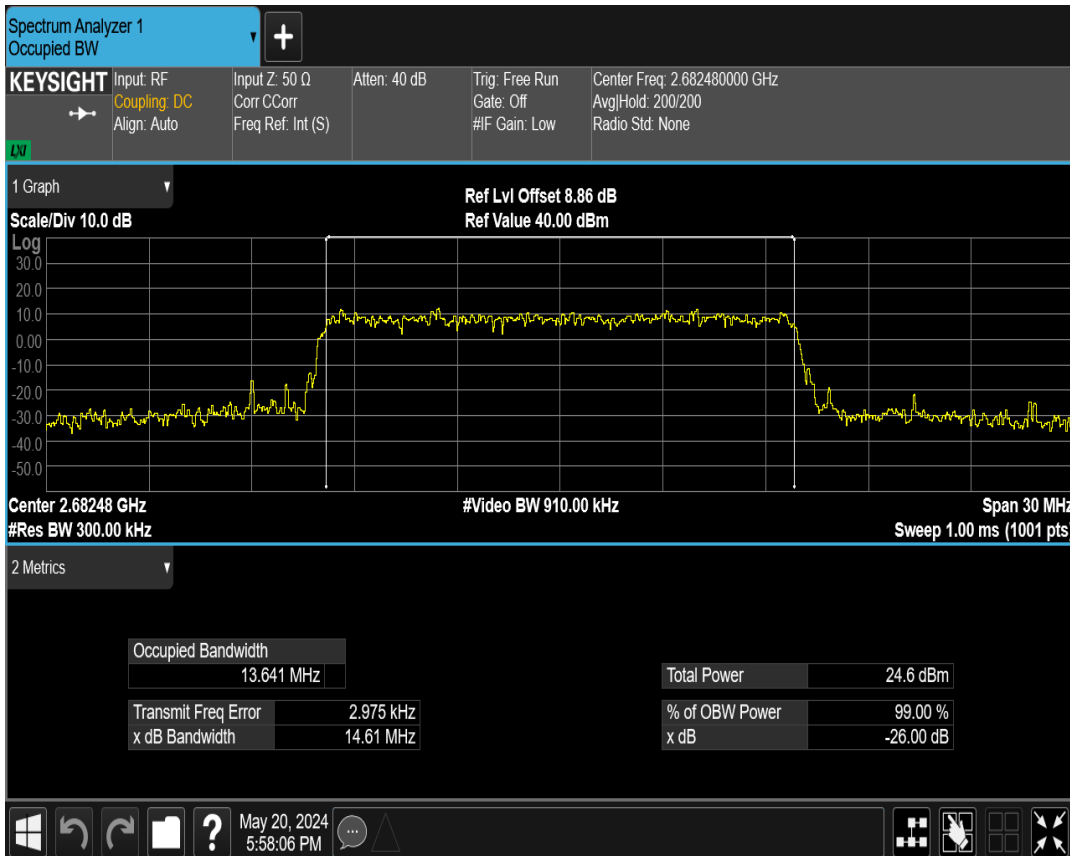 Spectrum Analyzer 1
Occupied BW
KEYSIGHT
LXI
Input: RF
Coupling: DC
Align: Auto
Input Z: 50 Ω
Corr CCorr
Freq Ref: Int (S)
Atten: 40 dB
Trig: Free Run
Gate: Off
#IF Gain: Low
Center Freq: 2.682480000 GHz
Avg|Hold: 200/200
Radio Std: None
1 Graph
Scale/Div 10.0 dB
Ref Lvl Offset 8.86 dB
Ref Value 40.00 dBm
Log
30.0
20.0
10.0
0.00
-10.0
-20.0
-30.0
-40.0
-50.0
Center 2.68248 GHz
#Res BW 300.00 kHz
#Video BW 910.00 kHz
Span 30 MHz
Sweep 1.00 ms (1001 pts)
2 Metrics
Occupied Bandwidth
13.641 MHz
Transmit Freq Error 2.975 kHz
x dB Bandwidth 14.61 MHz
Total Power 24.6 dBm
% of OBW Power 99.00 %
x dB -26.00 dB
?
May 20, 2024
5:58:06 PM